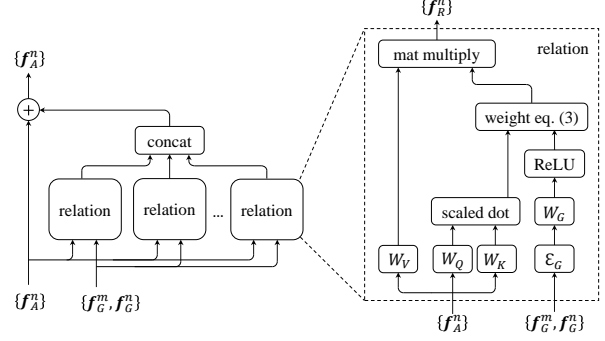 {f_A^n}
+
concat
relation
relation
...
relation
{f_A^n}
{f_G^m, f_G^n}
{f_R^n}
relation
mat multiply
weight eq. (3)
ReLU
scaled dot
W_G
W_V
W_Q
W_K
ℰ_G
{f_A^n}
{f_G^m, f_G^n}